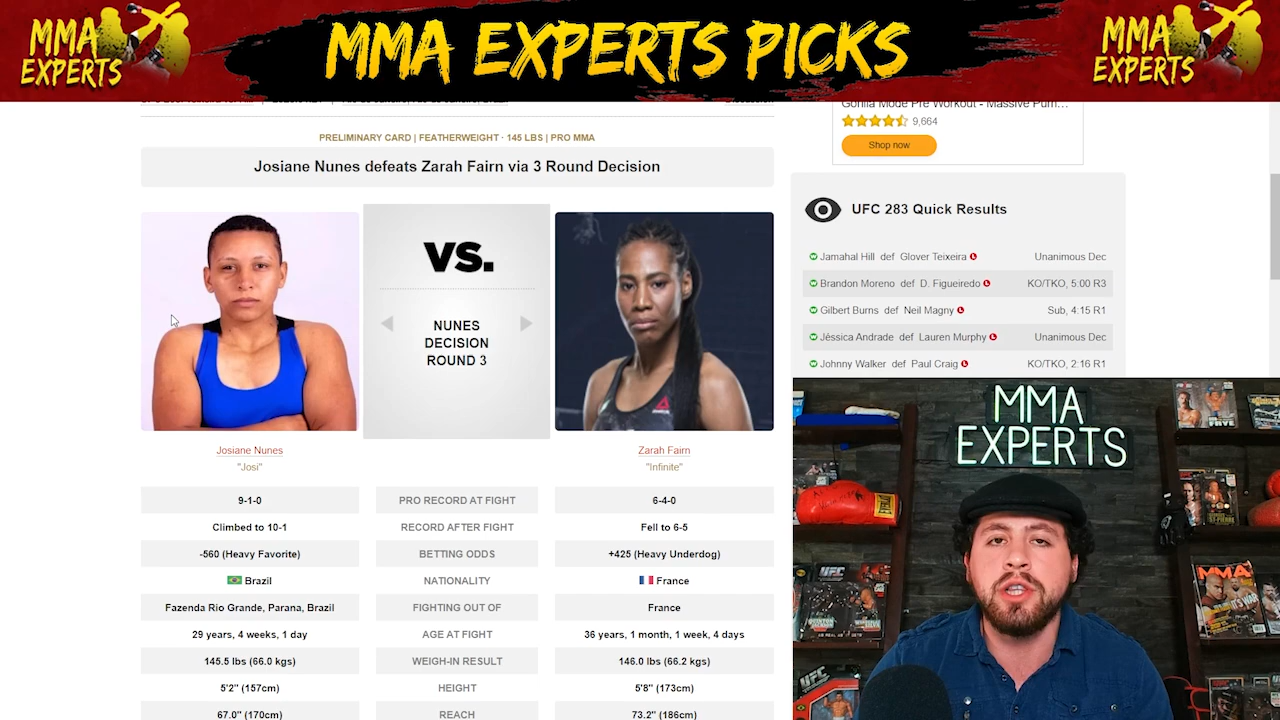 MMA EXPERTS
MMA EXPERTS PICKS
MMA EXPERTS
Gorilla Mode Pre Workout - Massive Pum…
9,664
Shop now
PRELIMINARY CARD | FEATHERWEIGHT · 145 LBS | PRO MMA
Josiane Nunes defeats Zarah Fairn via 3 Round Decision
VS.
NUNES
DECISION
ROUND 3
Josiane Nunes
"Josi"
Zarah Fairn
"Infinite"
9-1-0 PRO RECORD AT FIGHT 6-4-0
Climbed to 10-1 RECORD AFTER FIGHT Fell to 6-5
-560 (Heavy Favorite) BETTING ODDS +425 (Heavy Underdog)
Brazil NATIONALITY France
Fazenda Rio Grande, Parana, Brazil FIGHTING OUT OF France
29 years, 4 weeks, 1 day AGE AT FIGHT 36 years, 1 month, 1 week, 4 days
145.5 lbs (66.0 kgs) WEIGH-IN RESULT 146.0 lbs (66.2 kgs)
5'2" (157cm) HEIGHT 5'8" (173cm)
67.0" (170cm) REACH 73.2" (186cm)
UFC 283 Quick Results
W Jamahal Hill def Glover Teixeira L Unanimous Dec
W Brandon Moreno def D. Figueiredo L KO/TKO, 5:00 R3
W Gilbert Burns def Neil Magny L Sub, 4:15 R1
W Jéssica Andrade def Lauren Murphy L Unanimous Dec
W Johnny Walker def Paul Craig L KO/TKO, 2:16 R1
MMA
EXPERTS
FRYE
UFC
MMA
UFC